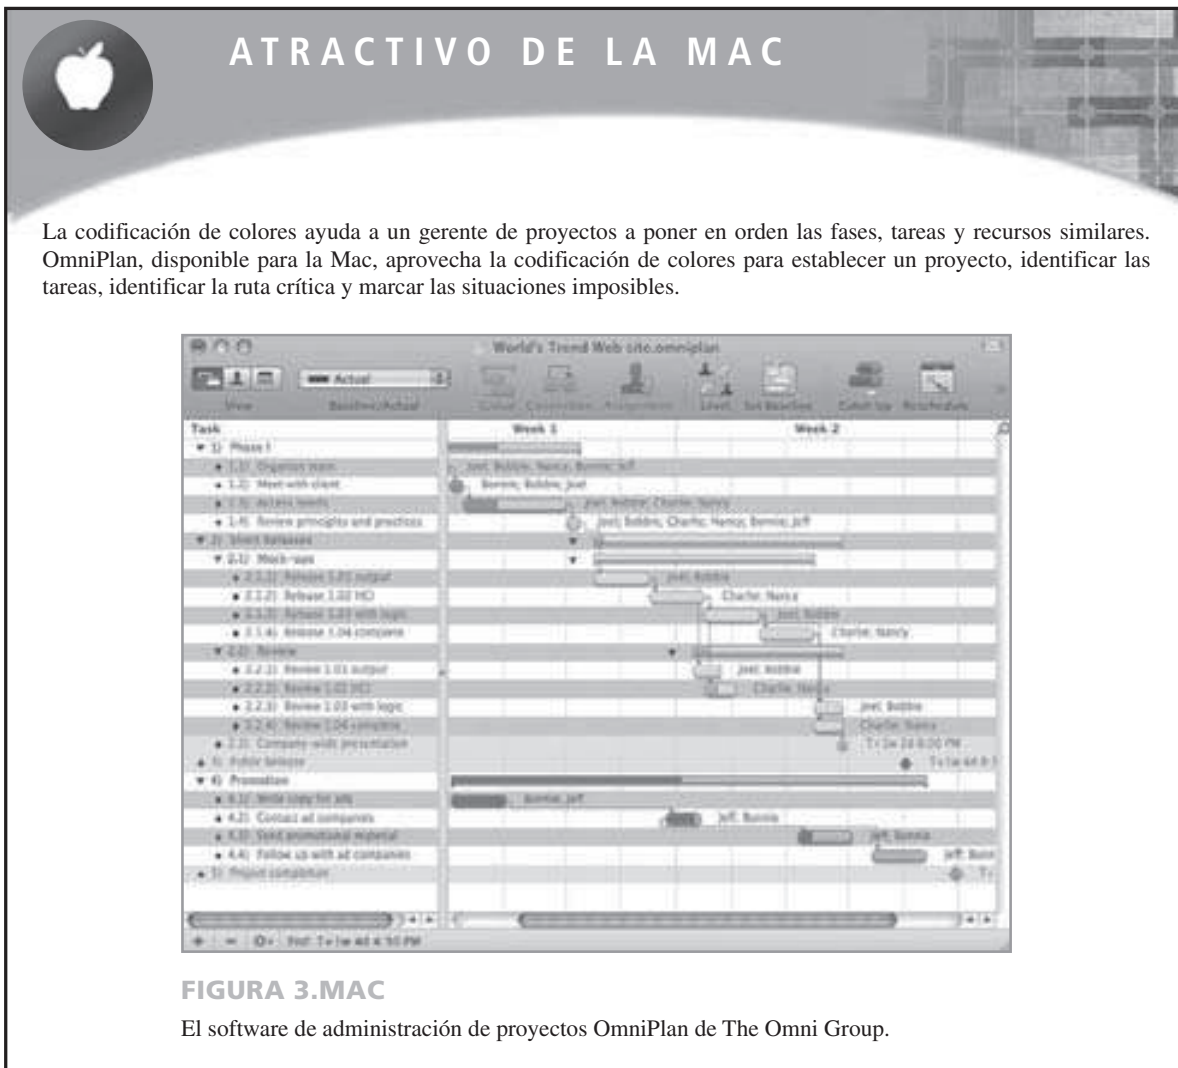 ATRACTIVO DE LA MAC
La codificación de colores ayuda a un gerente de proyectos a poner en orden las fases, tareas y recursos similares.
OmniPlan, disponible para la Mac, aprovecha la codificación de colores para establecer un proyecto, identificar las
tareas, identificar la ruta crítica y marcar las situaciones imposibles.
World's Trend Web site.omniplan
Actual
View Baseline/Actual Level Set Baseline Catch Up Reschedule
Task Week 1 Week 2
1) Phase I
1.1) Organize team Joel; Bobbie; Nancy; Bonnie; Jeff
1.2) Meet with client Bonnie; Bobbie; Joel
1.3) Access needs Joel; Bobbie; Charlie; Nancy
1.4) Review principles and practices Joel; Bobbie; Charlie; Nancy; Bonnie; Jeff
2) Short Releases
2.1) Mock-ups
2.1.1) Release 1.01 output Joel; Bobbie
2.1.2) Release 1.02 HCI Charlie; Nancy
2.1.3) Release 1.03 with logic Joel; Bobbie
2.1.4) Release 1.04 complete Charlie; Nancy
2.2) Review
2.2.1) Review 1.01 output Joel; Bobbie
2.2.2) Review 1.02 HCI Charlie; Nancy
2.2.3) Review 1.03 with logic Joel; Bobbie
2.2.4) Review 1.04 complete Charlie; Nancy
2.3) Company-wide presentation
3) Public Release
4) Promotion
4.1) Write copy for ads Bonnie; Jeff
4.2) Contact ad companies Jeff; Bonnie
4.3) Send promotional material Jeff; Bonnie
4.4) Follow up with ad companies Jeff; Bonn
5) Project completion
FIGURA 3.MAC
El software de administración de proyectos OmniPlan de The Omni Group.